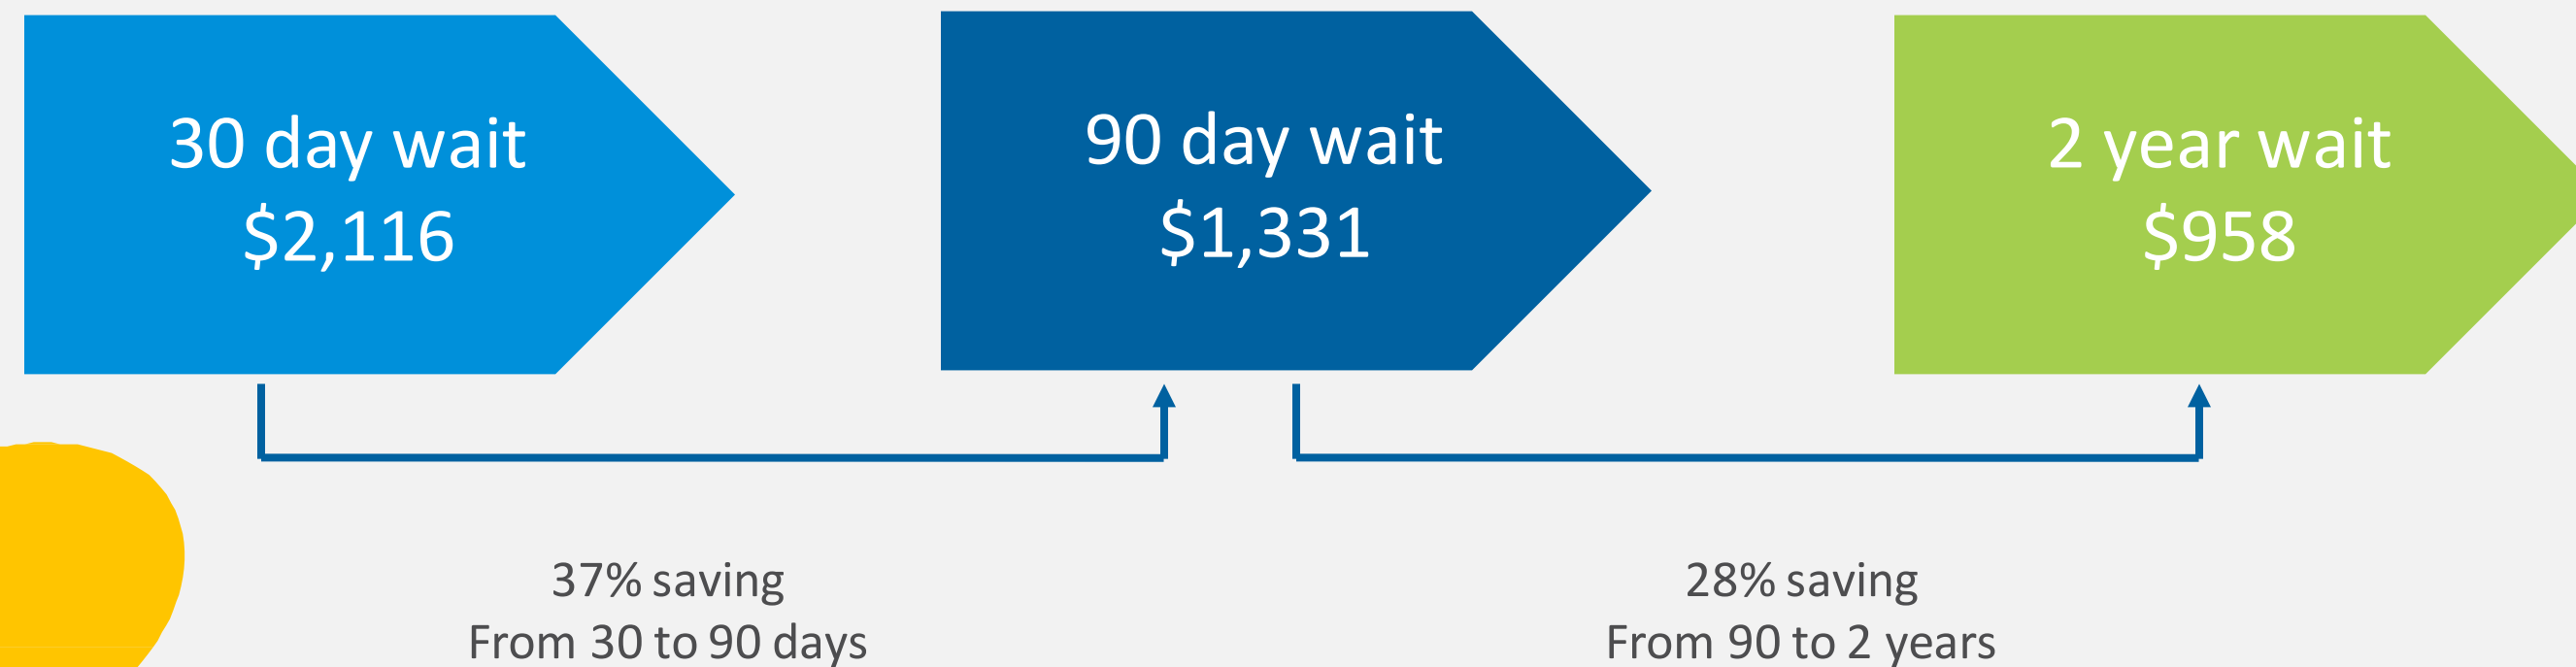 30 day wait
$2,116
90 day wait
$1,331
2 year wait
$958
37% saving
From 30 to 90 days
28% saving
From 90 to 2 years